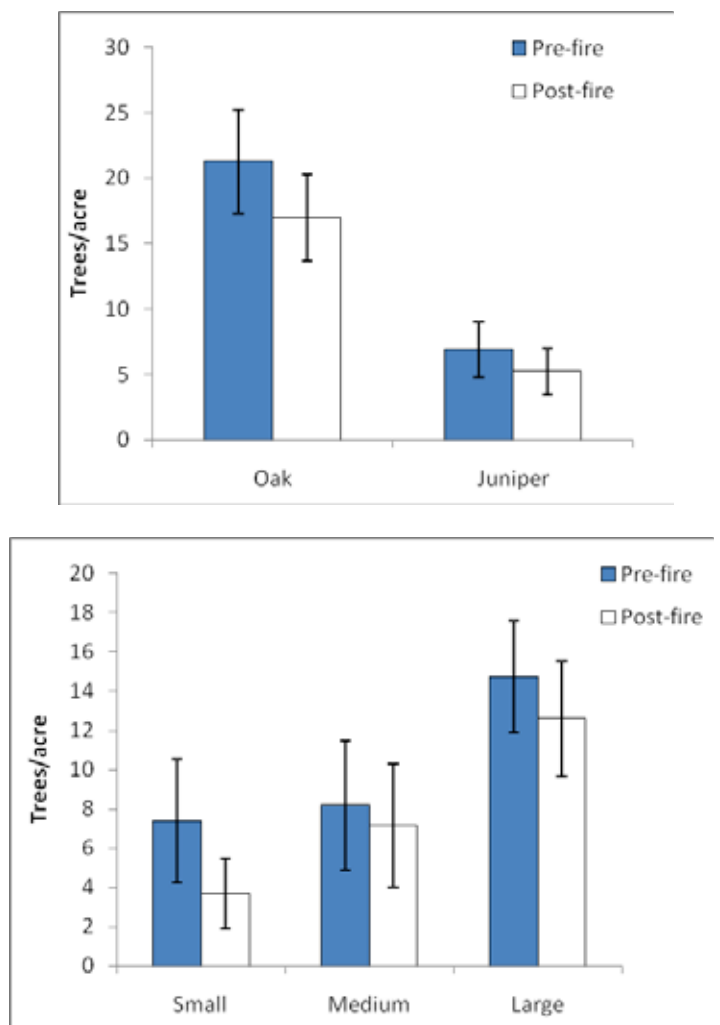 30
25
20
15
10
5
0
Trees/acre
Pre-fire
Post-fire
Oak Juniper
20
18
16
14
12
10
8
6
4
2
0
Trees/acre
Pre-fire
Post-fire
Small Medium Large